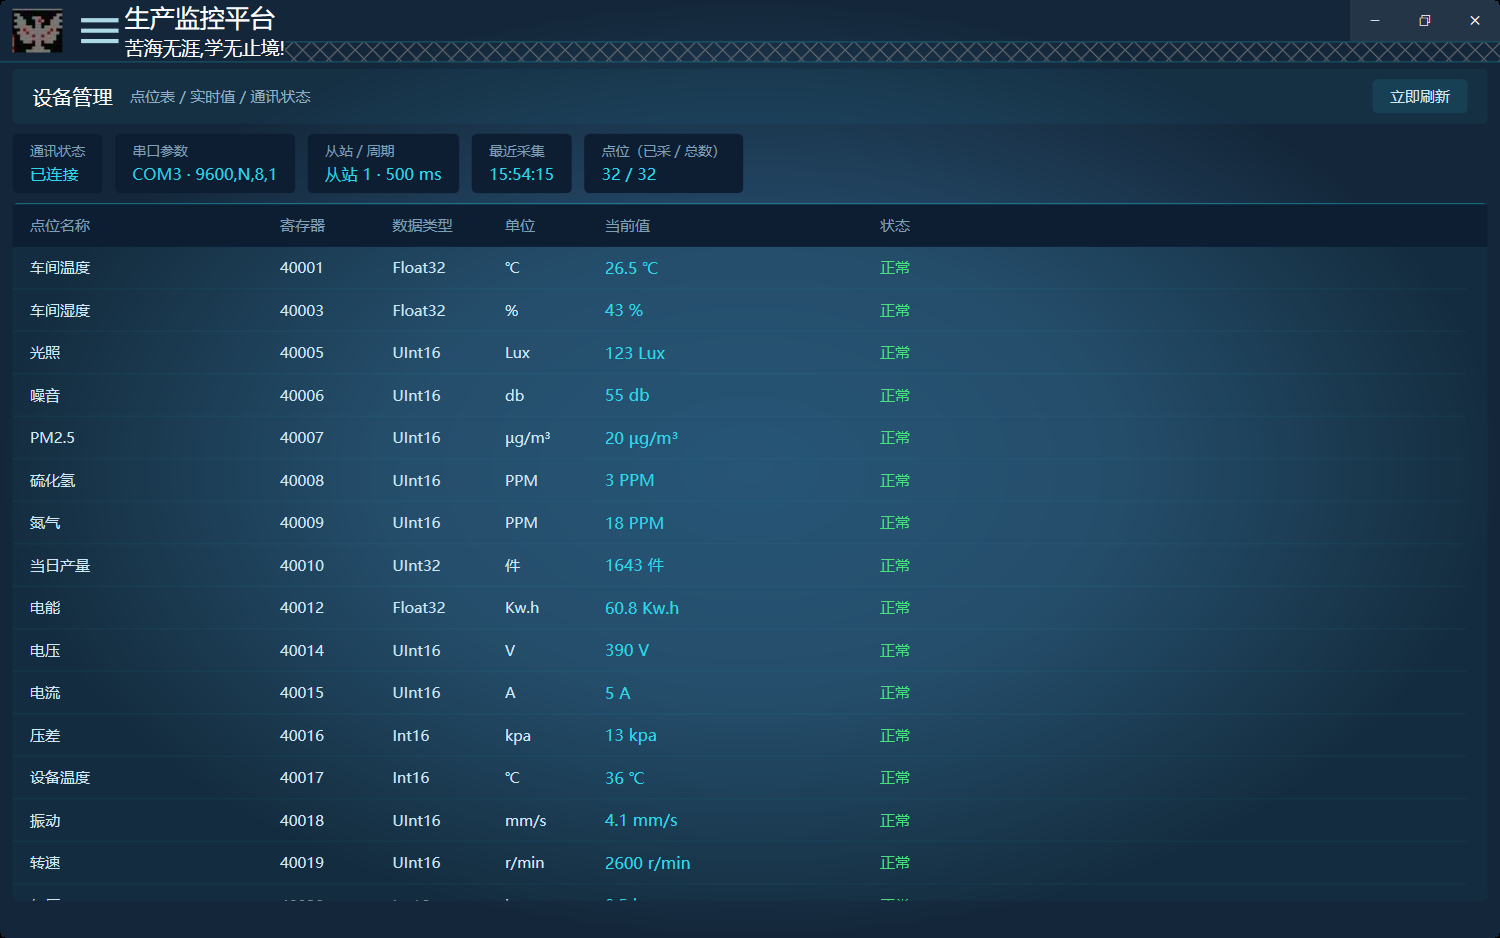 生产监控平台
苦海无涯,学无止境!
设备管理 点位表 / 实时值 / 通讯状态 立即刷新
通讯状态 串口参数 从站 / 周期 最近采集 点位（已采 / 总数）
已连接 COM3 · 9600,N,8,1 从站 1 · 500 ms 15:54:15 32 / 32
点位名称 寄存器 数据类型 单位 当前值 状态
车间温度 40001 Float32 ℃ 26.5 ℃ 正常
车间湿度 40003 Float32 % 43 % 正常
光照 40005 UInt16 Lux 123 Lux 正常
噪音 40006 UInt16 db 55 db 正常
PM2.5 40007 UInt16 μg/m³ 20 μg/m³ 正常
硫化氢 40008 UInt16 PPM 3 PPM 正常
氮气 40009 UInt16 PPM 18 PPM 正常
当日产量 40010 UInt32 件 1643 件 正常
电能 40012 Float32 Kw.h 60.8 Kw.h 正常
电压 40014 UInt16 V 390 V 正常
电流 40015 UInt16 A 5 A 正常
压差 40016 Int16 kpa 13 kpa 正常
设备温度 40017 Int16 ℃ 36 ℃ 正常
振动 40018 UInt16 mm/s 4.1 mm/s 正常
转速 40019 UInt16 r/min 2600 r/min 正常